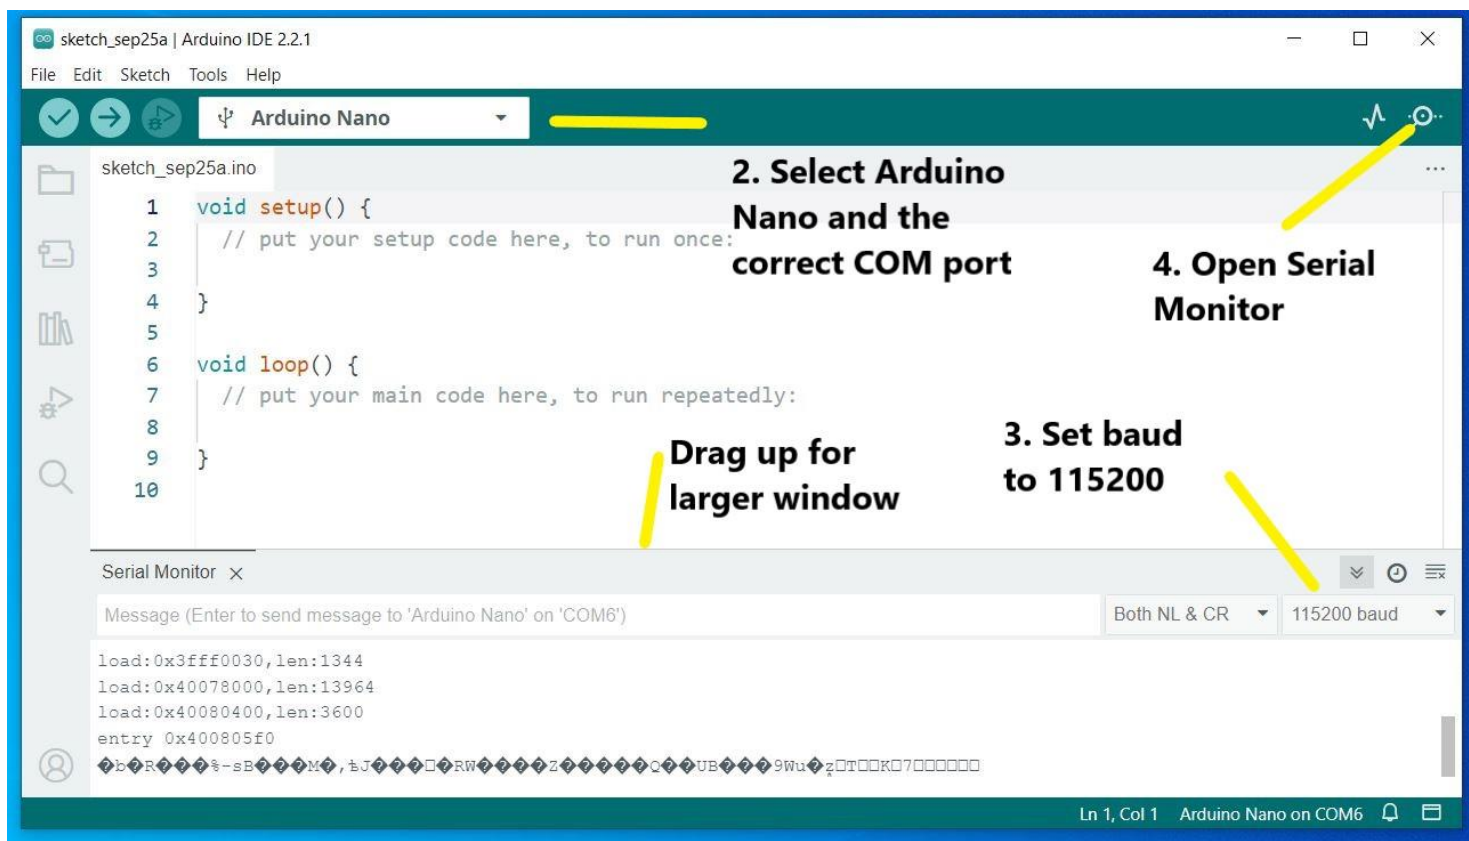 sketch_sep25a | Arduino IDE 2.2.1
File Edit Sketch Tools Help
Arduino Nano
sketch_sep25a.ino
1 void setup() {
2 // put your setup code here, to run once:
3
4 }
5
6 void loop() {
7 // put your main code here, to run repeatedly:
8
9 }
10
2. Select Arduino
Nano and the
correct COM port
4. Open Serial
Monitor
Drag up for
larger window
3. Set baud
to 115200
Serial Monitor
Message (Enter to send message to 'Arduino Nano' on 'COM6')
Both NL & CR
115200 baud
load:0x3fff0030,len:1344
load:0x40078000,len:13964
load:0x40080400,len:3600
entry 0x400805f0
Ln 1, Col 1 Arduino Nano on COM6